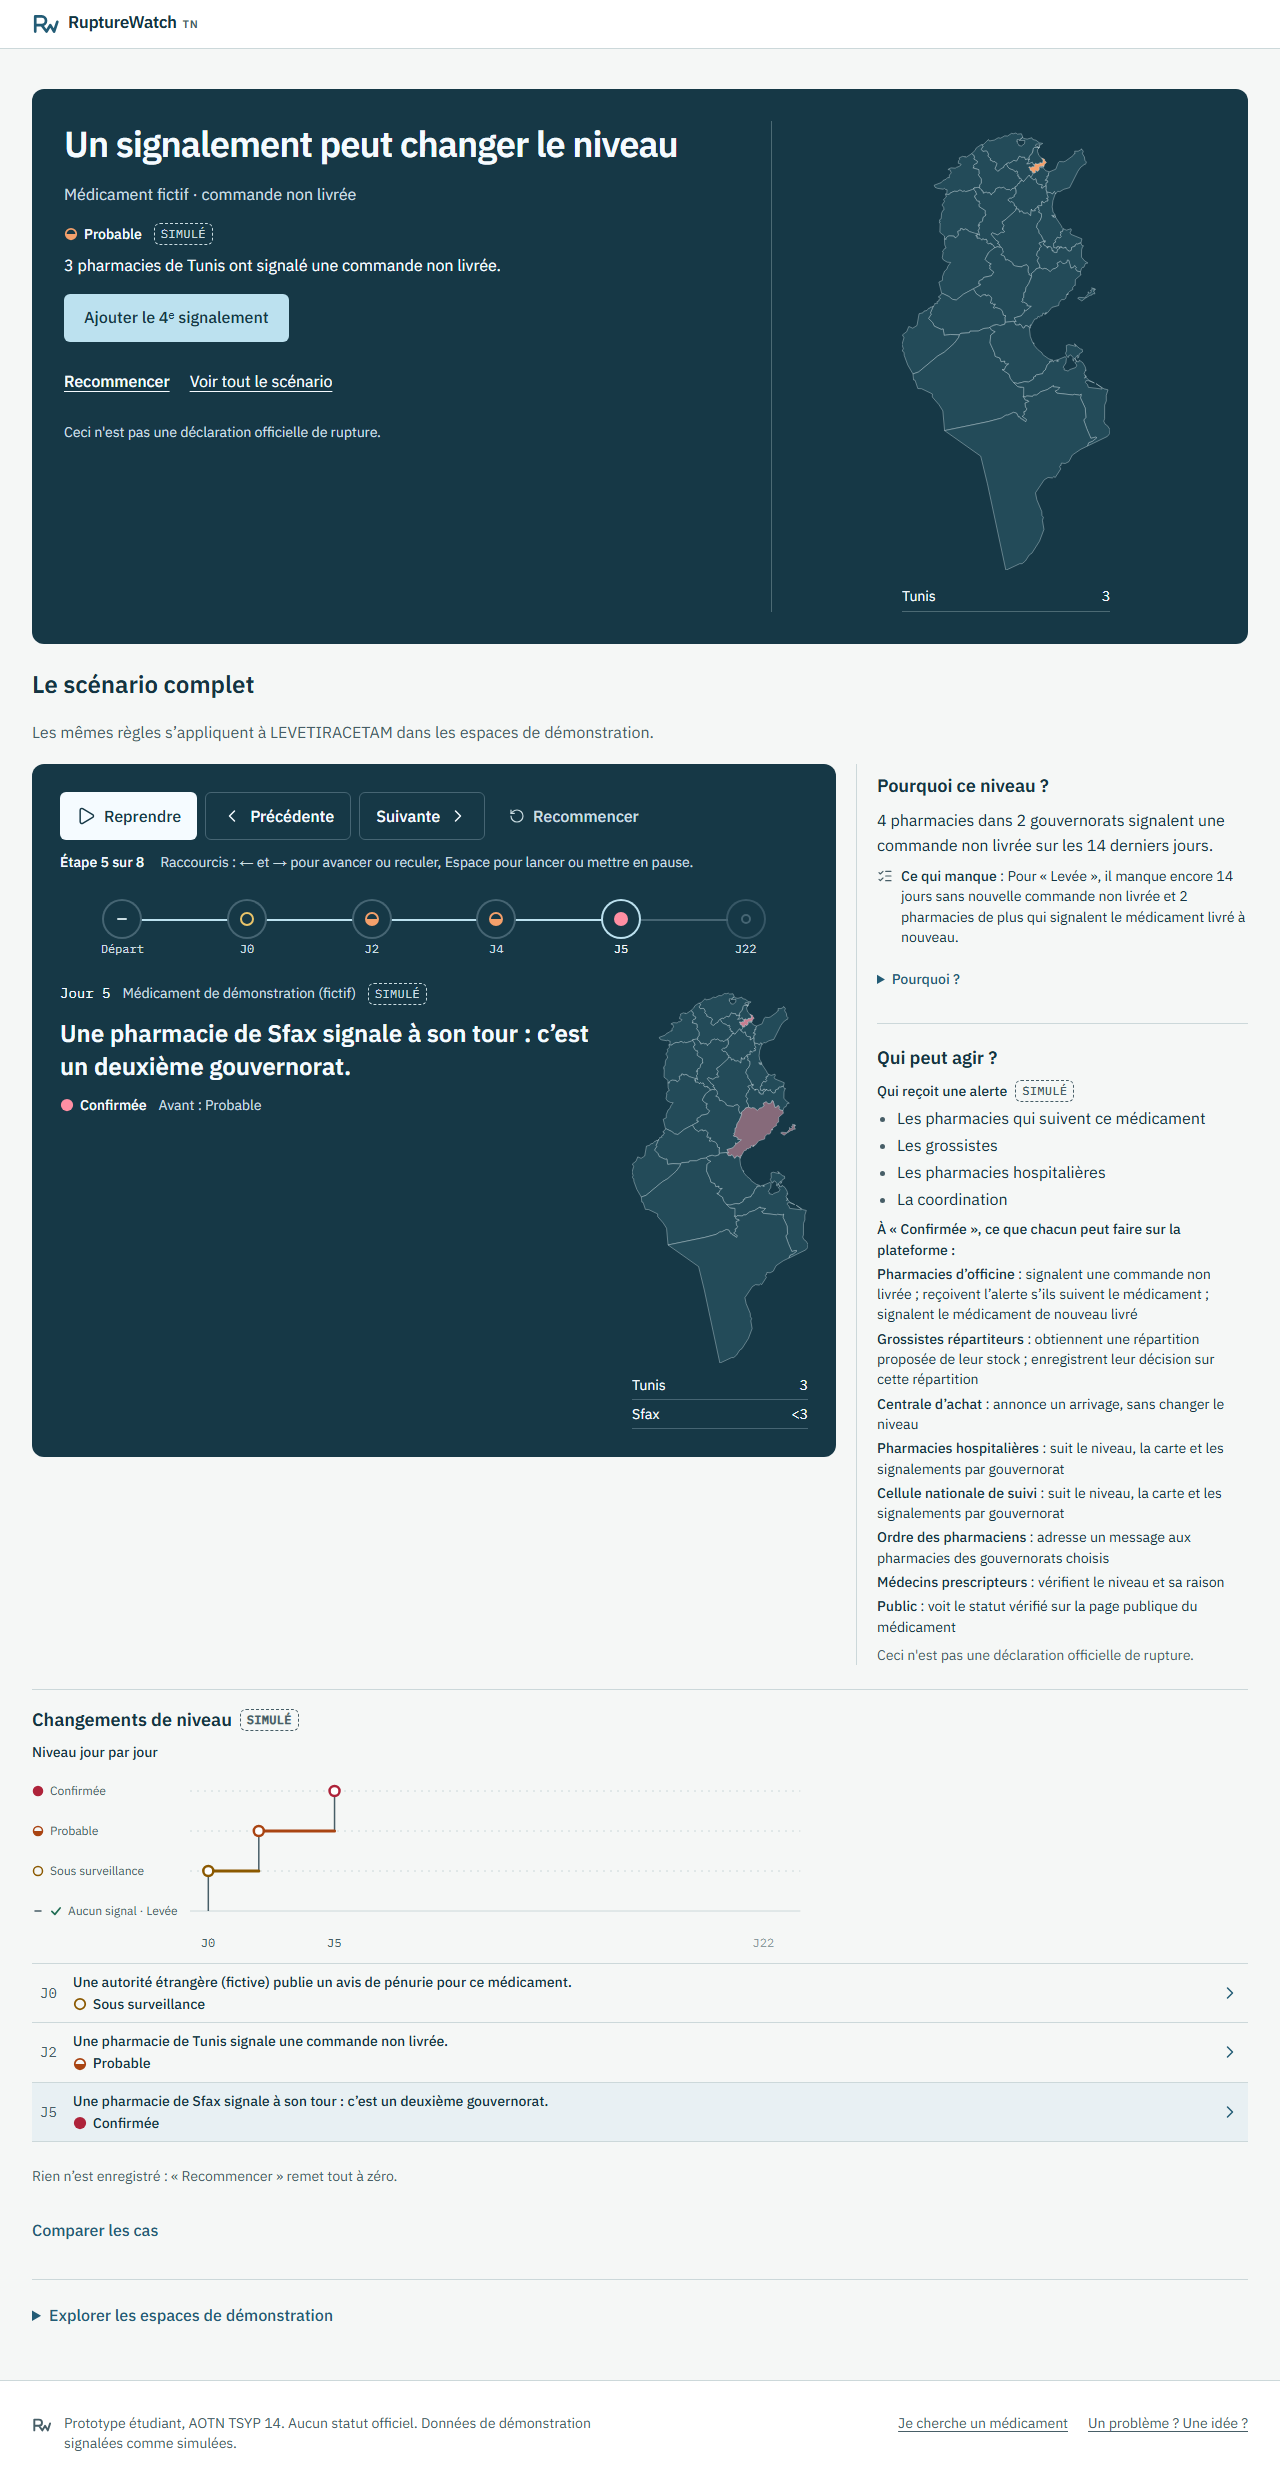 RuptureWatch TN
Un signalement peut changer le niveau
Médicament fictif · commande non livrée
Probable SIMULÉ
3 pharmacies de Tunis ont signalé une commande non livrée.
Ajouter le 4ᵉ signalement
Recommencer Voir tout le scénario
Ceci n'est pas une déclaration officielle de rupture.
Tunis 3
Le scénario complet
Les mêmes règles s’appliquent à LEVETIRACETAM dans les espaces de démonstration.
Reprendre Précédente Suivante Recommencer
Étape 5 sur 8 Raccourcis : ← et → pour avancer ou reculer, Espace pour lancer ou mettre en pause.
Départ J0 J2 J4 J5 J22
Jour 5 Médicament de démonstration (fictif) SIMULÉ
Une pharmacie de Sfax signale à son tour : c’est
un deuxième gouvernorat.
Confirmée Avant : Probable
Tunis 3
Sfax <3
Pourquoi ce niveau ?
4 pharmacies dans 2 gouvernorats signalent une
commande non livrée sur les 14 derniers jours.
Ce qui manque : Pour « Levée », il manque encore 14
jours sans nouvelle commande non livrée et 2
pharmacies de plus qui signalent le médicament livré à
nouveau.
Pourquoi ?
Qui peut agir ?
Qui reçoit une alerte SIMULÉ
• Les pharmacies qui suivent ce médicament
• Les grossistes
• Les pharmacies hospitalières
• La coordination
À « Confirmée », ce que chacun peut faire sur la
plateforme :
Pharmacies d’officine : signalent une commande non
livrée ; reçoivent l’alerte s’ils suivent le médicament ;
signalent le médicament de nouveau livré
Grossistes répartiteurs : obtiennent une répartition
proposée de leur stock ; enregistrent leur décision sur
cette répartition
Centrale d’achat : annonce un arrivage, sans changer le
niveau
Pharmacies hospitalières : suit le niveau, la carte et les
signalements par gouvernorat
Cellule nationale de suivi : suit le niveau, la carte et les
signalements par gouvernorat
Ordre des pharmaciens : adresse un message aux
pharmacies des gouvernorats choisis
Médecins prescripteurs : vérifient le niveau et sa raison
Public : voit le statut vérifié sur la page publique du
médicament
Ceci n'est pas une déclaration officielle de rupture.
Changements de niveau SIMULÉ
Niveau jour par jour
Confirmée
Probable
Sous surveillance
Aucun signal · Levée
J0 J5 J22
J0 Une autorité étrangère (fictive) publie un avis de pénurie pour ce médicament.
Sous surveillance
J2 Une pharmacie de Tunis signale une commande non livrée.
Probable
J5 Une pharmacie de Sfax signale à son tour : c’est un deuxième gouvernorat.
Confirmée
Rien n’est enregistré : « Recommencer » remet tout à zéro.
Comparer les cas
Explorer les espaces de démonstration
Prototype étudiant, AOTN TSYP 14. Aucun statut officiel. Données de démonstration
signalées comme simulées.
Je cherche un médicament Un problème ? Une idée ?